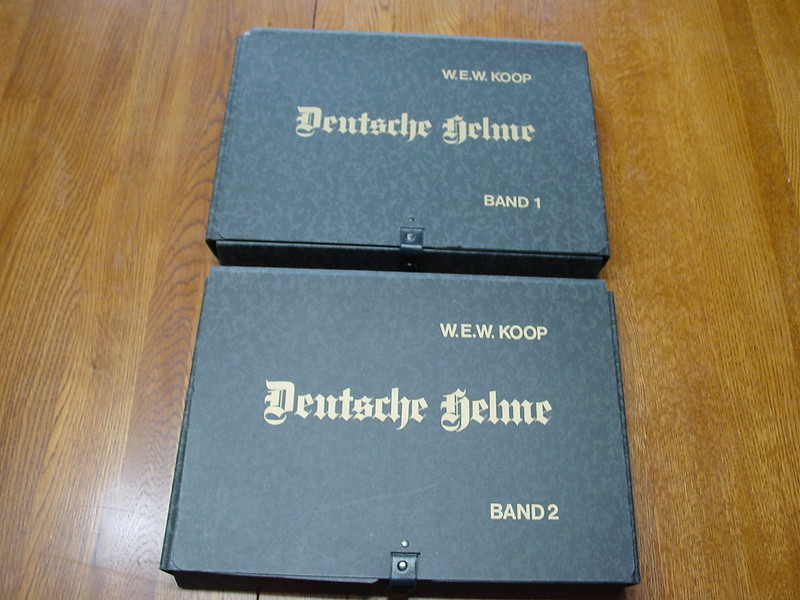 W.E.W. KOOP
Deutsche Helme
BAND 1
W.E.W. KOOP
Deutsche Helme
BAND 2